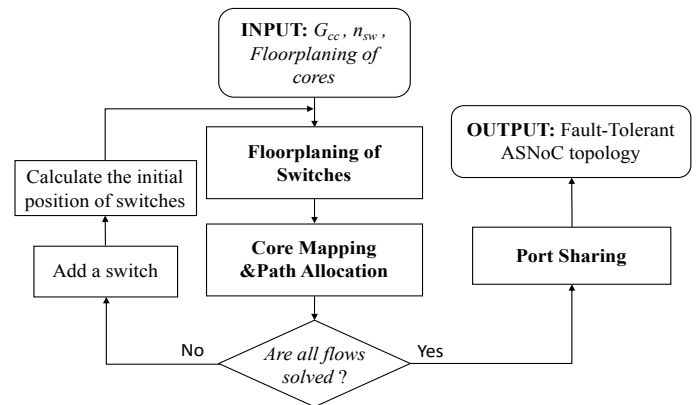 INPUT: Gcc, nsw,
Floorplaning of
cores
Floorplaning of
Switches
Core Mapping
&Path Allocation
Are all flows
solved ?
No
Add a switch
Calculate the initial
position of switches
Yes
Port Sharing
OUTPUT: Fault-Tolerant
ASNoC topology